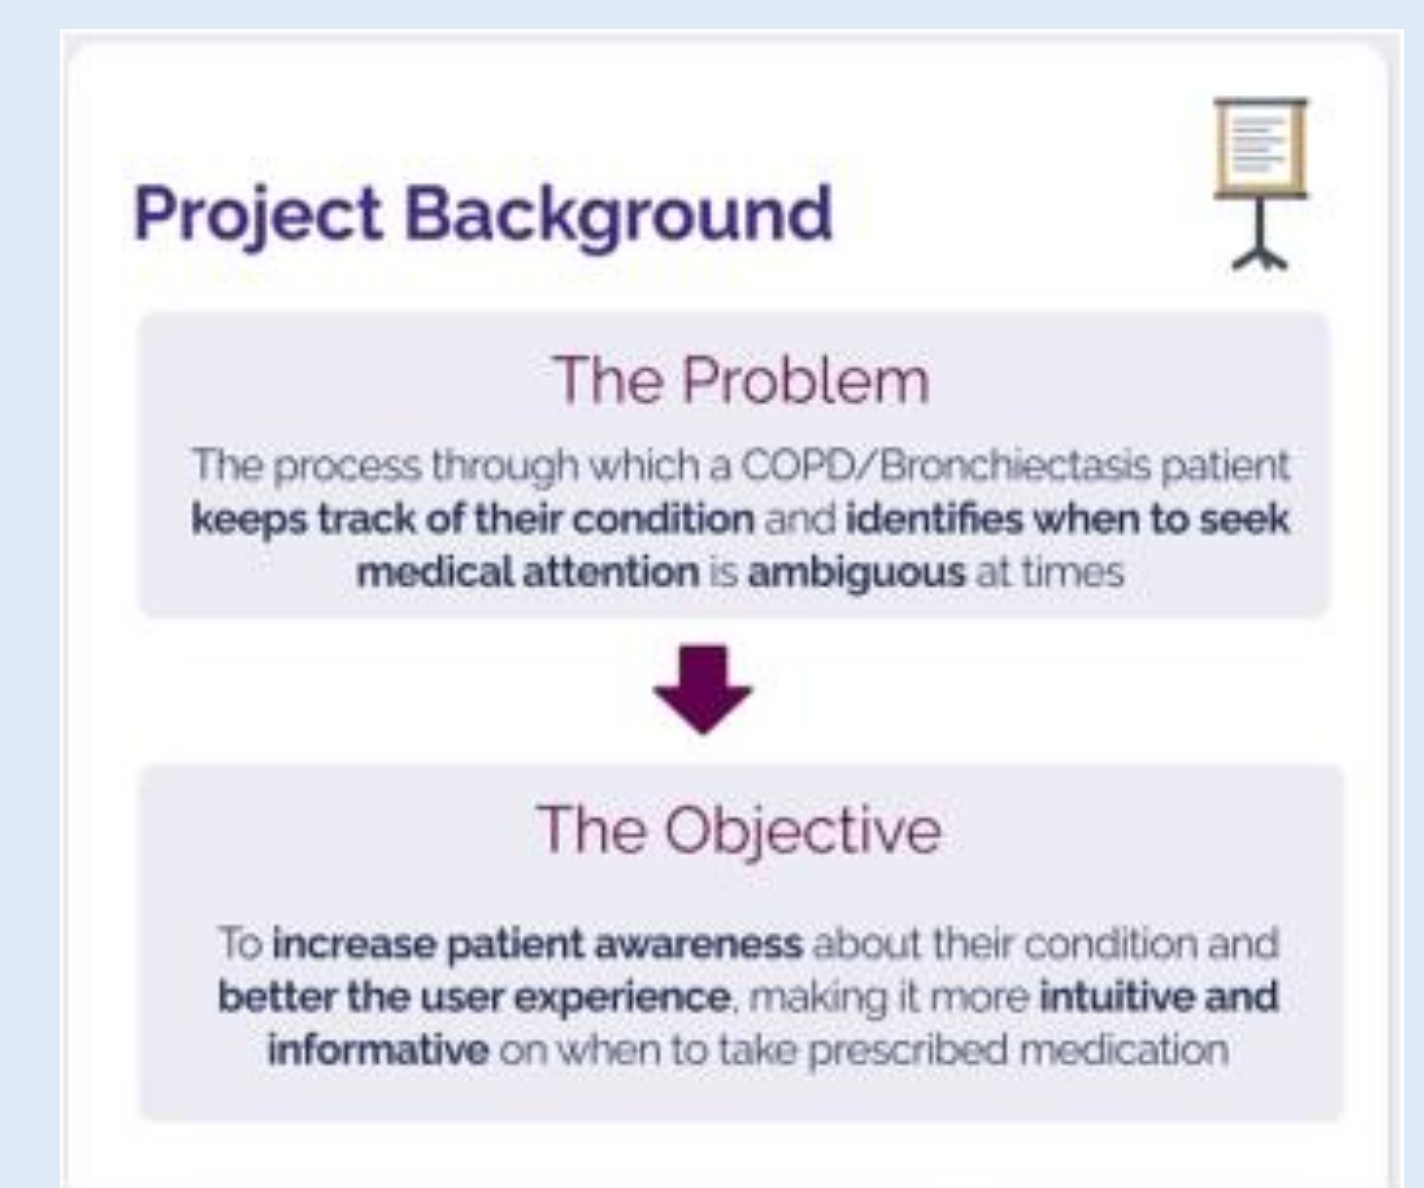 Project Background
The Problem
The process through which a COPD/Bronchiectasis patient
keeps track of their condition and identifies when to seek
medical attention is ambiguous at times
The Objective
To increase patient awareness about their condition and
better the user experience, making it more intuitive and
informative on when to take prescribed medication